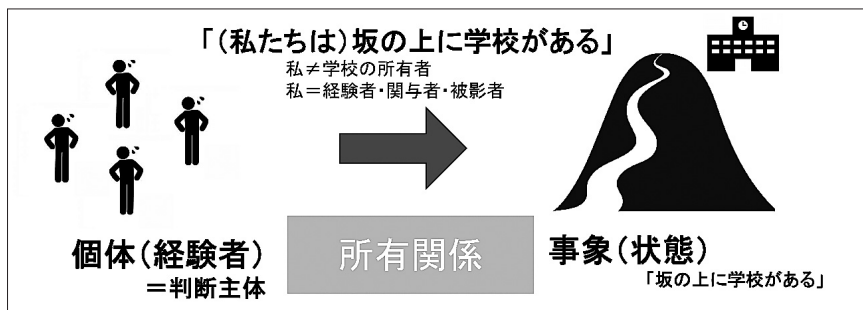 「(私たちは)坂の上に学校がある」
私≠学校の所有者
私=経験者・関与者・被影者
個体(経験者)
=判断主体
所有関係
事象(状態)
「坂の上に学校がある」